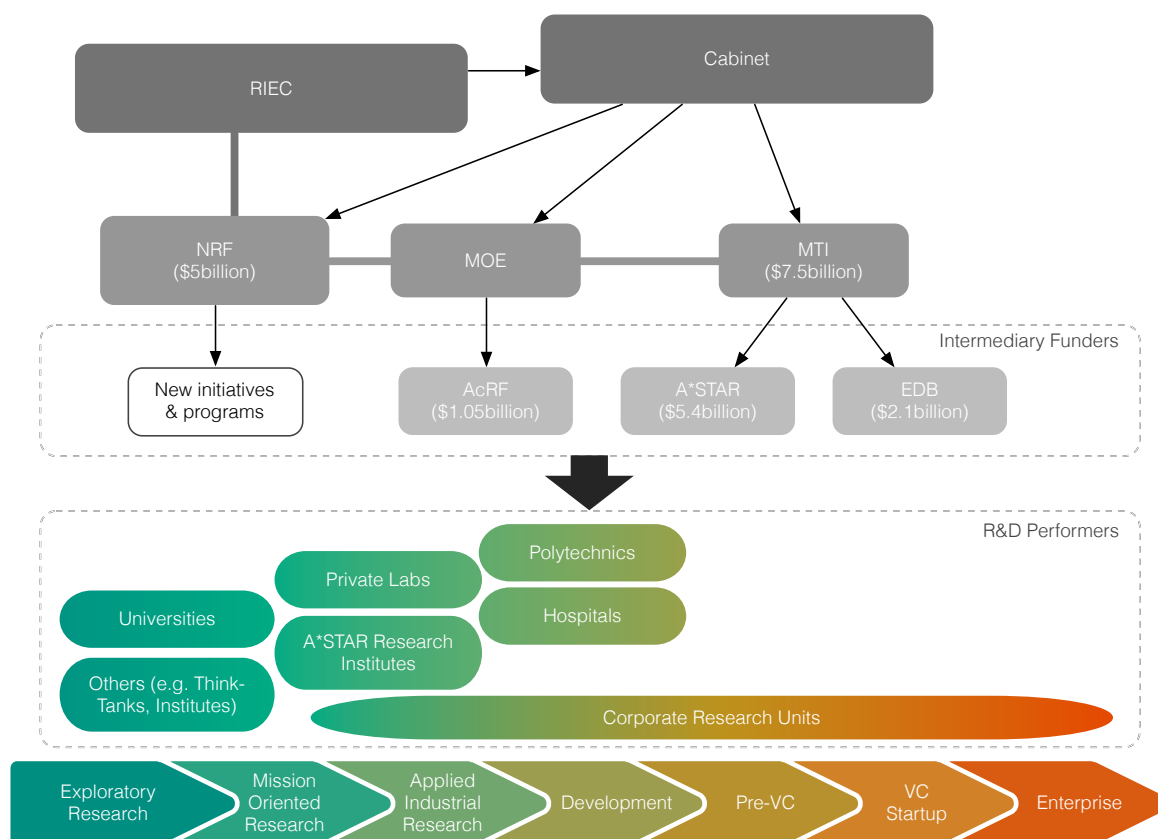 RIEC
Cabinet
NRF
($5billion)
MOE
MTI
($7.5billion)
Intermediary Funders
New initiatives
& programs
AcRF
($1.05billion)
A*STAR
($5.4billion)
EDB
($2.1billion)
R&D Performers
Polytechnics
Private Labs
Hospitals
Universities
A*STAR Research
Institutes
Others (e.g. Think-
Tanks, Institutes)
Corporate Research Units
Exploratory
Research
Mission
Oriented
Research
Applied
Industrial
Research
Development
Pre-VC
VC
Startup
Enterprise